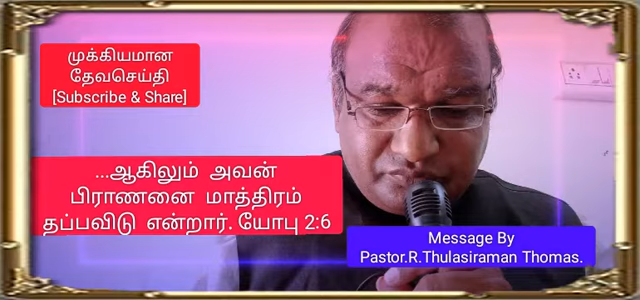 முக்கியமான
தேவசெய்தி
[Subscribe & Share]
...ஆகிலும் அவன்
பிராணனை மாத்திரம்
தப்பவிடு என்றார். யோபு 2:6
Message By
Pastor.R.Thulasiraman Thomas.